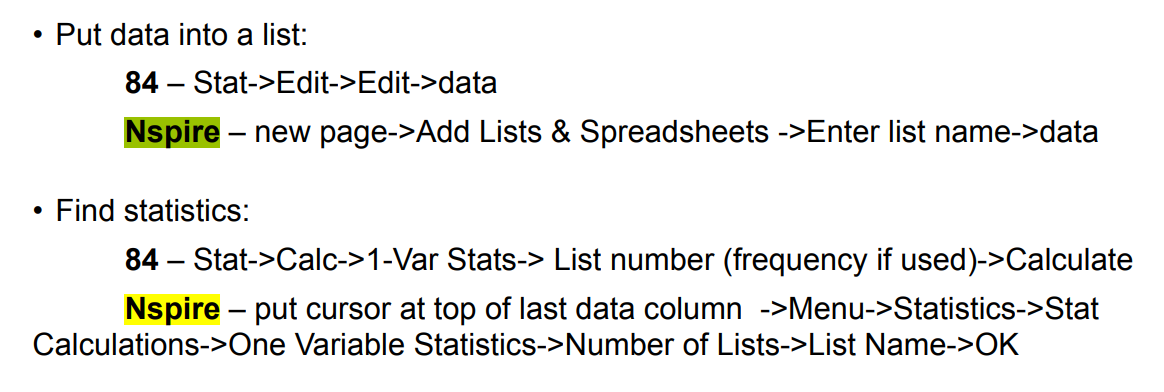 • Put data into a list:
84 – Stat->Edit->Edit->data
Nspire – new page->Add Lists & Spreadsheets ->Enter list name->data
• Find statistics:
84 – Stat->Calc->1-Var Stats-> List number (frequency if used)->Calculate
Nspire – put cursor at top of last data column ->Menu->Statistics->Stat
Calculations->One Variable Statistics->Number of Lists->List Name->OK